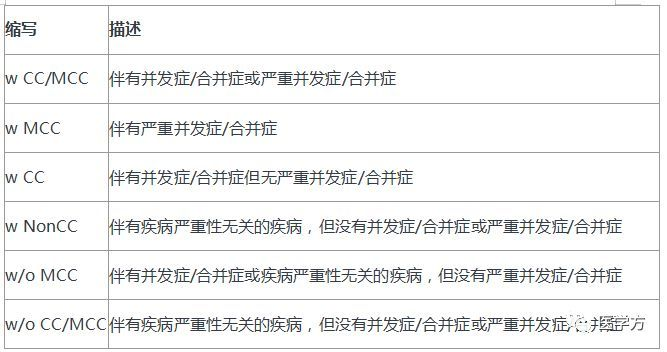 缩写 描述
w CC/MCC 伴有并发症/合并症或严重并发症/合并症
w MCC 伴有严重并发症/合并症
w CC 伴有并发症/合并症但无严重并发症/合并症
w NonCC 伴有疾病严重性无关的疾病，但没有并发症/合并症或严重并发症/合并症
w/o MCC 伴有并发症/合并症或疾病严重性无关的疾病，但没有严重并发症/合并症
w/o CC/MCC 伴有疾病严重性无关的疾病，但没有并发症/合并症或严重并发症/合并症
医学方